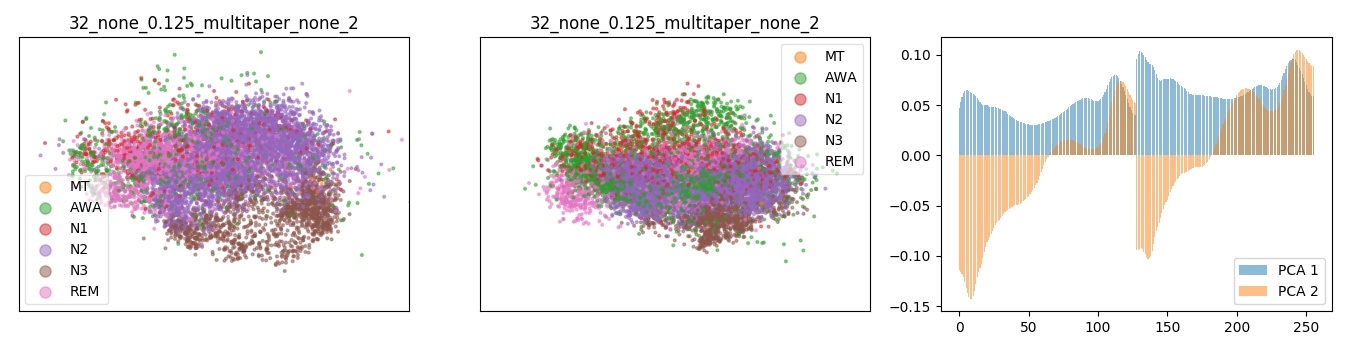 32_none_0.125_multitaper_none_2
MT
AWA
N1
N2
N3
REM
32_none_0.125_multitaper_none_2
MT
AWA
N1
N2
N3
REM
0.10
0.05
0.00
−0.05
−0.10
−0.15
0
50
100
150
200
250
PCA 1
PCA 2